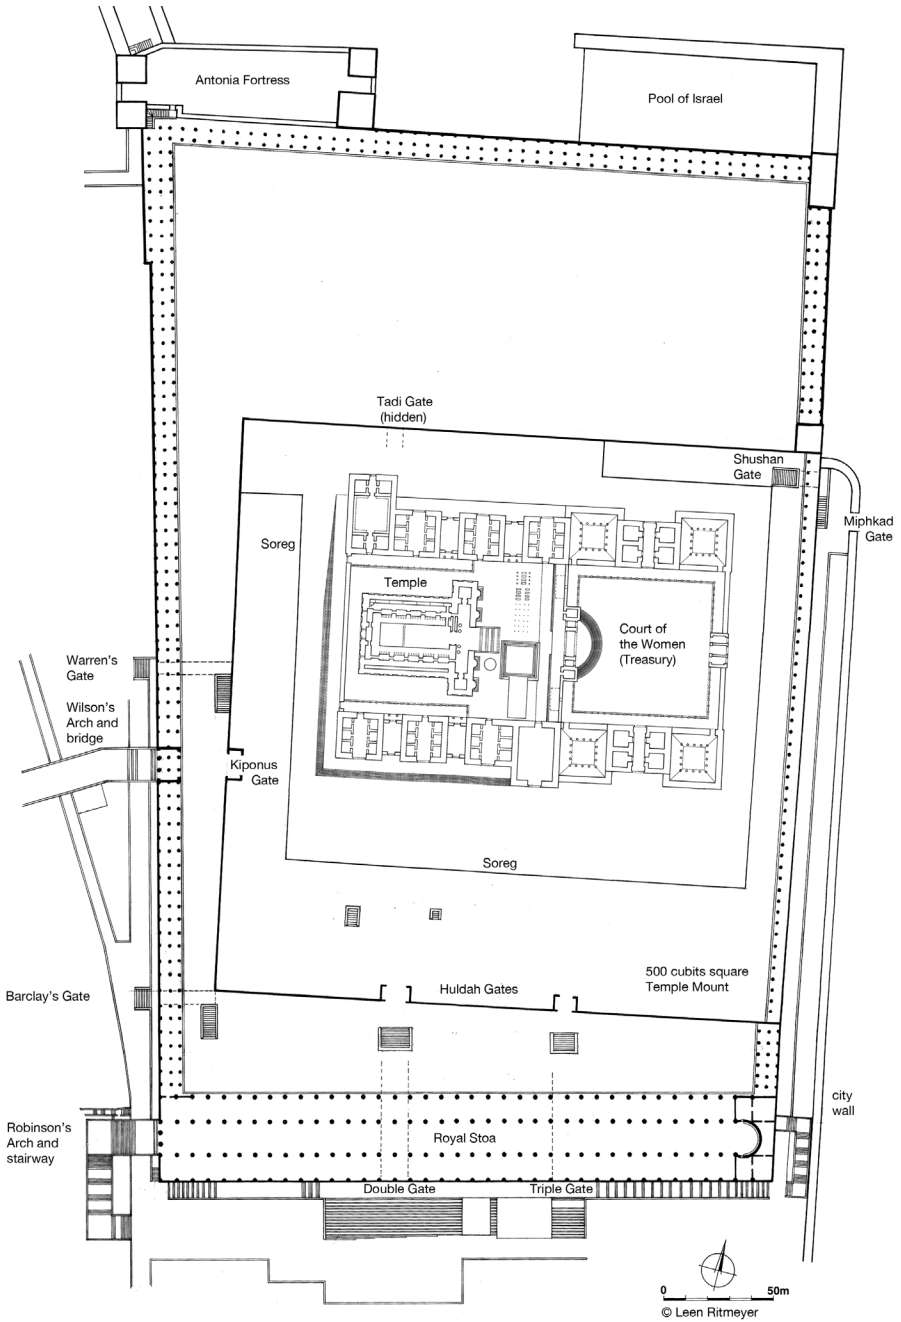 Antonia Fortress
Pool of Israel
Tadi Gate
(hidden)
Shushan
Gate
Miphkad
Gate
Soreg
Temple
Court of
the Women
(Treasury)
Warren's
Gate
Wilson's
Arch and
bridge
Kiponus
Gate
Soreg
500 cubits square
Temple Mount
Huldah Gates
Barclay's Gate
city
wall
Robinson's
Arch and
stairway
Royal Stoa
Double Gate
Triple Gate
0 50m
© Leen Ritmeyer